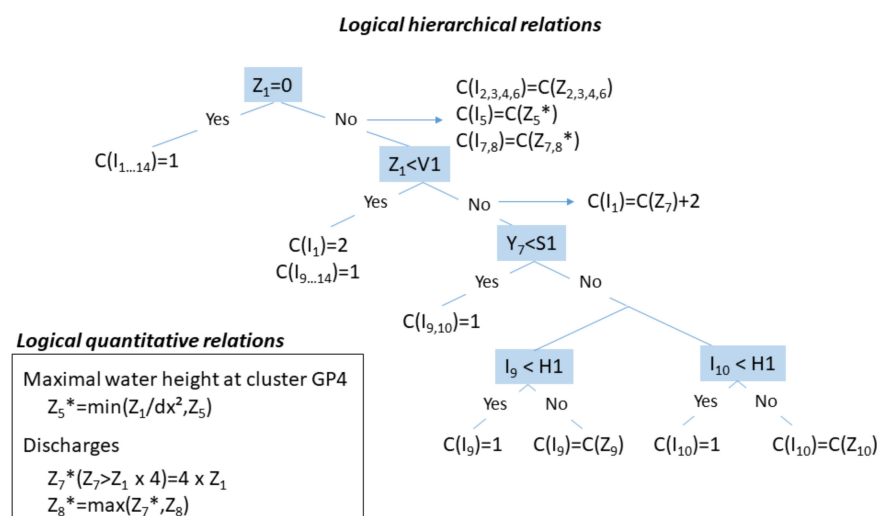 Logical hierarchical relations
Z₁=0
Yes
No
C(I₂,₃,₄,₆)=C(Z₂,₃,₄,₆)
C(I₅)=C(Z₅*)
C(I₇,₈)=C(Z₇,₈*)
C(I₁…₁₄)=1
Z₁<V1
Yes
No
C(I₁)=C(Z₇)+2
C(I₁)=2
C(I₉…₁₄)=1
Y₇<S1
Yes
No
C(I₉,₁₀)=1
I₉ < H1
I₁₀ < H1
Yes
No
Yes
No
C(I₉)=1
C(I₉)=C(Z₉)
C(I₁₀)=1
C(I₁₀)=C(Z₁₀)
Logical quantitative relations
Maximal water height at cluster GP4
Z₅*=min(Z₁/dx²,Z₅)
Discharges
Z₇*(Z₇>Z₁ x 4)=4 x Z₁
Z₈*=max(Z₇*,Z₈)